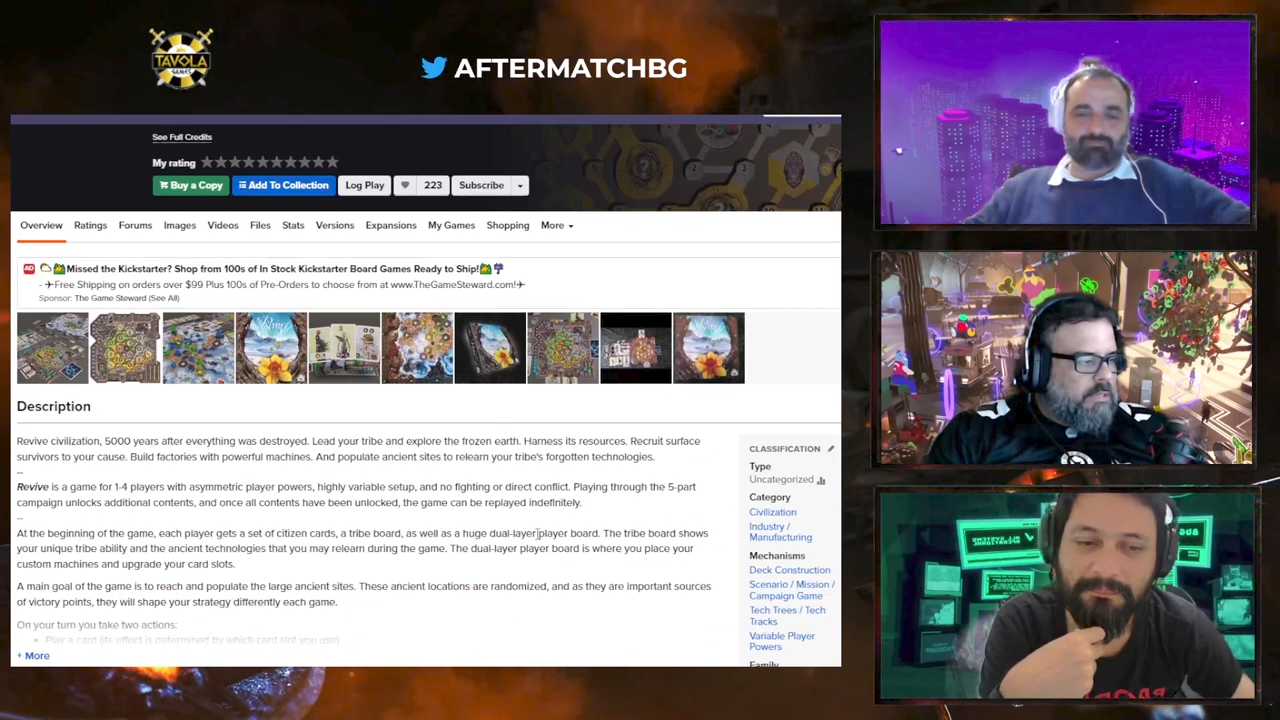 TAVOLA
GAMES
AFTERMATCHBG
See Full Credits
My rating
Buy a Copy
Add To Collection
Log Play
223
Subscribe
Overview
Ratings
Forums
Images
Videos
Files
Stats
Versions
Expansions
My Games
Shopping
More
AD
Missed the Kickstarter? Shop from 100s of In Stock Kickstarter Board Games Ready to Ship!
- ✈Free Shipping on orders over $99 Plus 100s of Pre-Orders to choose from at www.TheGameSteward.com!✈
Sponsor: The Game Steward (See All)
Description
Revive civilization, 5000 years after everything was destroyed. Lead your tribe and explore the frozen earth. Harness its resources. Recruit surface
survivors to your cause. Build factories with powerful machines. And populate ancient sites to relearn your tribe's forgotten technologies.
--
Revive is a game for 1-4 players with asymmetric player powers, highly variable setup, and no fighting or direct conflict. Playing through the 5-part
campaign unlocks additional contents, and once all contents have been unlocked, the game can be replayed indefinitely.
--
At the beginning of the game, each player gets a set of citizen cards, a tribe board, as well as a huge dual-layer player board. The tribe board shows
your unique tribe ability and the ancient technologies that you may relearn during the game. The dual-layer player board is where you place your
custom machines and upgrade your card slots.
A main goal of the game is to reach and populate the large ancient sites. These ancient locations are randomized, and as they are important sources
of victory points, they will shape your strategy differently each game.
On your turn you take two actions:
Play a card (its effect is determined by which card slot you use)
+ More
CLASSIFICATION
Type
Uncategorized
Category
Civilization
Industry /
Manufacturing
Mechanisms
Deck Construction
Scenario / Mission /
Campaign Game
Tech Trees / Tech
Tracks
Variable Player
Powers
Family